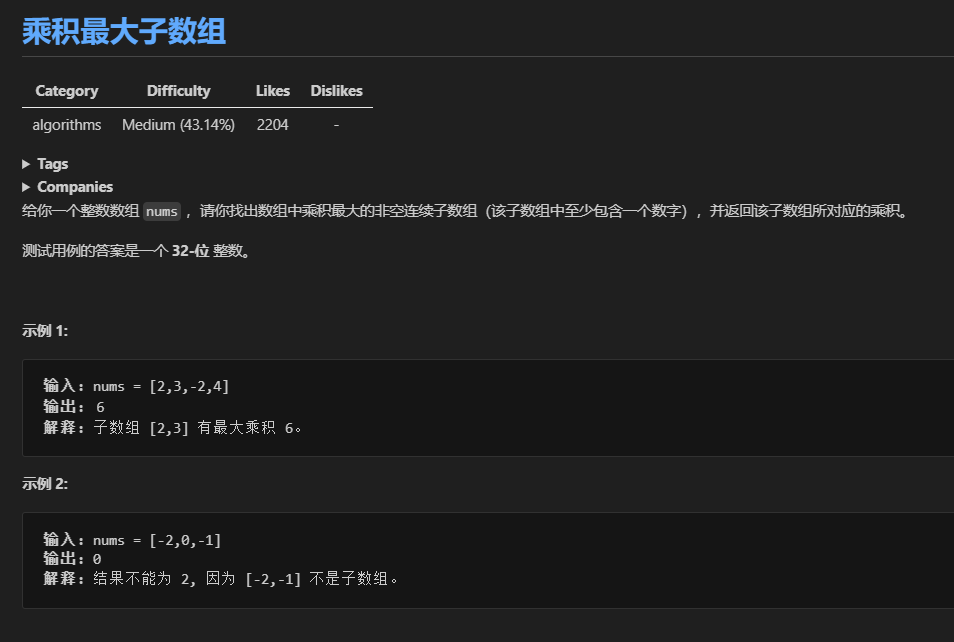 乘积最大子数组
Category Difficulty Likes Dislikes
algorithms Medium (43.14%) 2204 -
Tags
Companies
给你一个整数数组 nums ，请你找出数组中乘积最大的非空连续子数组（该子数组中至少包含一个数字），并返回该子数组所对应的乘积。
测试用例的答案是一个 32-位 整数。
示例 1:
输入: nums = [2,3,-2,4]
输出: 6
解释: 子数组 [2,3] 有最大乘积 6。
示例 2:
输入: nums = [-2,0,-1]
输出: 0
解释: 结果不能为 2, 因为 [-2,-1] 不是子数组。